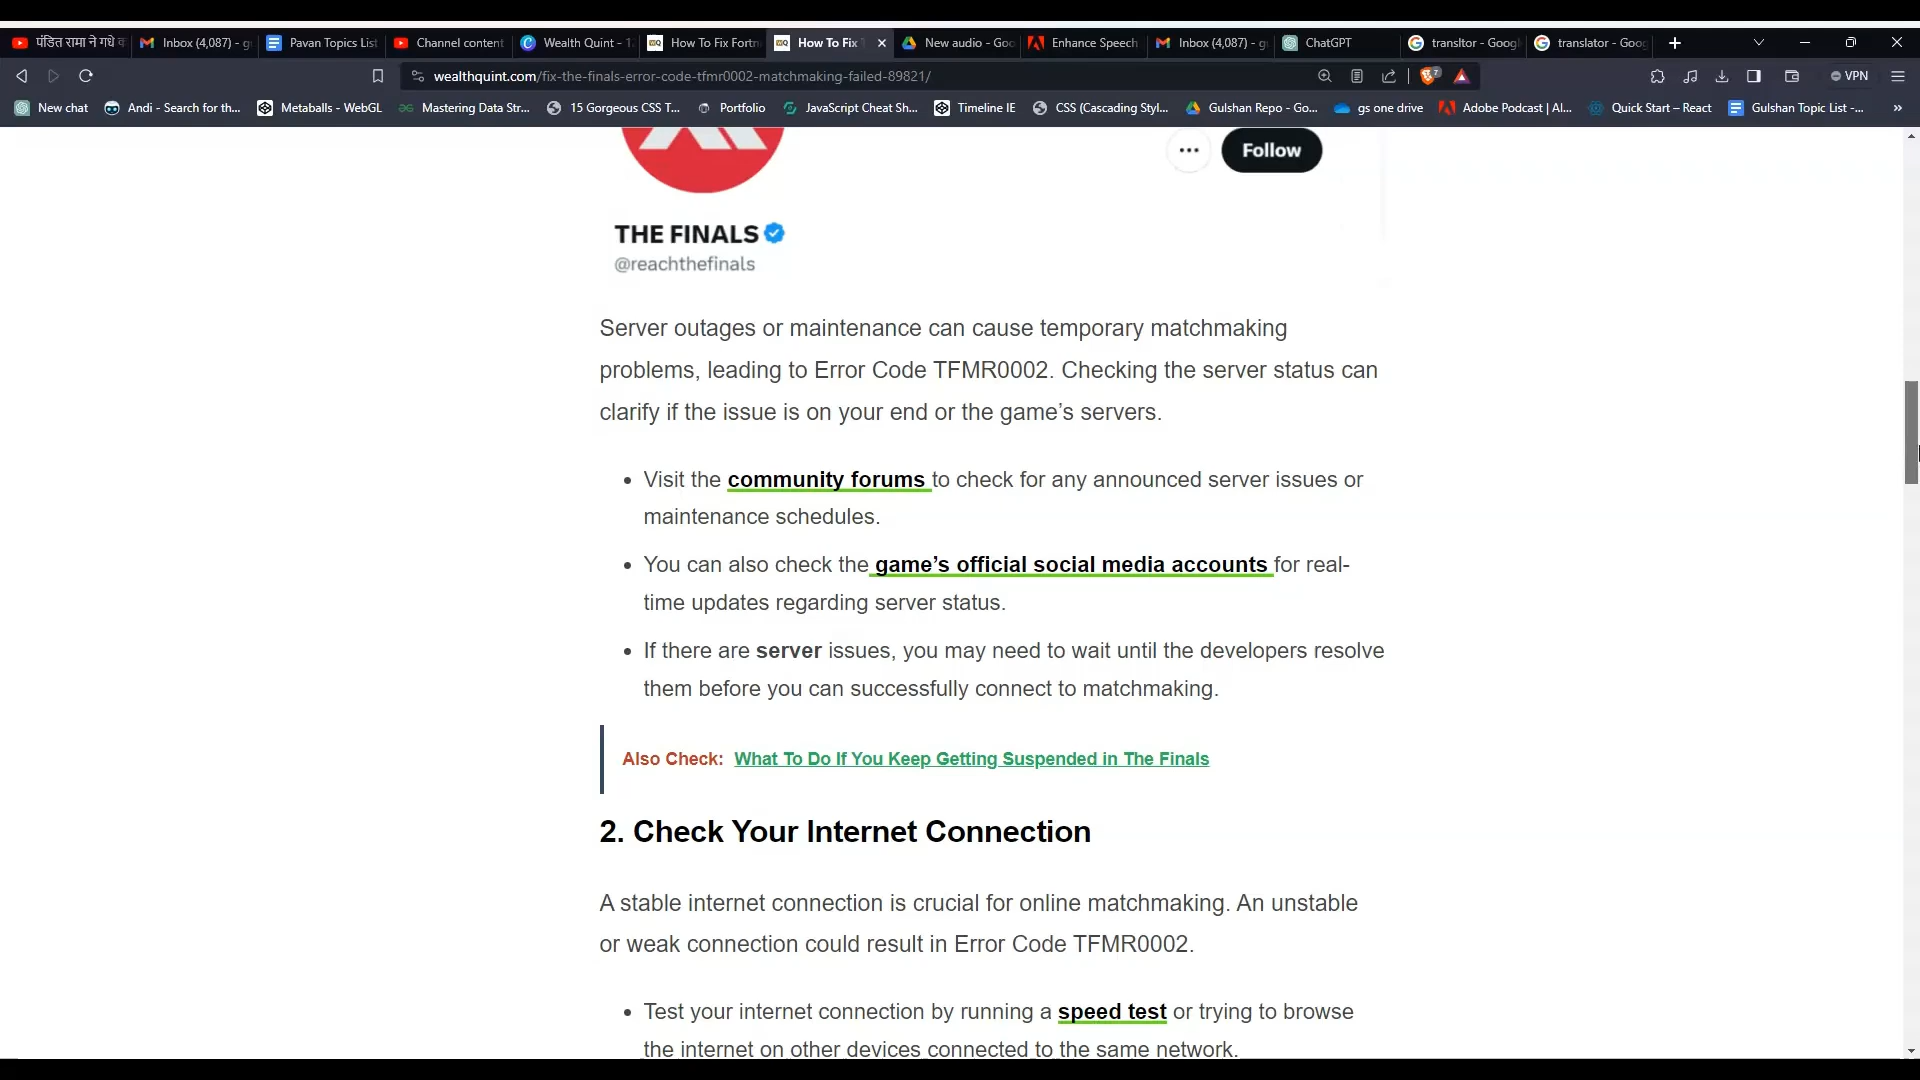 पंडित रामा ने गधे क
Inbox (4,087) - g
Pavan Topics List
Channel content
Wealth Quint - 1
How To Fix Fortn
How To Fix
New audio - Goo
Enhance Speech
Inbox (4,087) - g
ChatGPT
transltor - Googl
translator - Goog
wealthquint.com/fix-the-finals-error-code-tfmr0002-matchmaking-failed-89821/
7
VPN
New chat
Andi - Search for th...
Metaballs - WebGL
Mastering Data Str...
15 Gorgeous CSS T...
Portfolio
JavaScript Cheat Sh...
Timeline IE
CSS (Cascading Styl...
Gulshan Repo - Go...
gs one drive
Adobe Podcast | Al...
Quick Start – React
Gulshan Topic List -...
»
Follow
THE FINALS
@reachthefinals
Server outages or maintenance can cause temporary matchmaking
problems, leading to Error Code TFMR0002. Checking the server status can
clarify if the issue is on your end or the game’s servers.
• Visit the community forums to check for any announced server issues or
maintenance schedules.
• You can also check the game’s official social media accounts for real-
time updates regarding server status.
• If there are server issues, you may need to wait until the developers resolve
them before you can successfully connect to matchmaking.
Also Check: What To Do If You Keep Getting Suspended in The Finals
2. Check Your Internet Connection
A stable internet connection is crucial for online matchmaking. An unstable
or weak connection could result in Error Code TFMR0002.
• Test your internet connection by running a speed test or trying to browse
the internet on other devices connected to the same network.